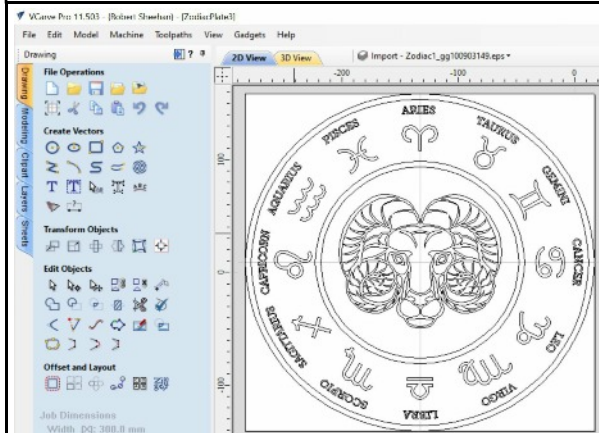 VCarve Pro 11.503 - {Robert Sheehan} - [ZodiacPlate3]
File Edit Model Machine Toolpaths View Gadgets Help
Drawing ?
2D View 3D View Import - Zodiac1_gg100903149.eps
Drawing
Modeling
Clipart
Layers
Sheets
File Operations
Create Vectors
Transform Objects
Edit Objects
Offset and Layout
Job Dimensions
-200 -100 0
100
0
-100
ARIES
TAURUS
GEMINI
CANCER
LEO
VIRGO
LIBRA
SCORPIO
SAGITTARIUS
CAPRICORN
AQUARIUS
PISCES